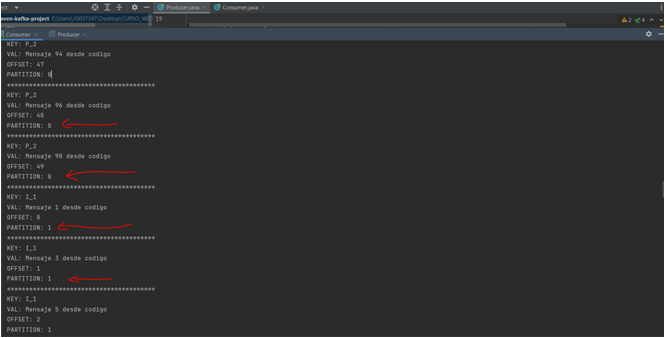 Producer.java × Consumer.java ×
aven-kafka-project E:\Users\10037347\Desktop\CURSO_WEB 19
2 4
Consumer × Producer ×
KEY: P_2
VAL: Mensaje 94 desde codigo
OFFSET: 47
PARTITION: 0
****************************************
KEY: P_2
VAL: Mensaje 96 desde codigo
OFFSET: 48
PARTITION: 0
****************************************
KEY: P_2
VAL: Mensaje 98 desde codigo
OFFSET: 49
PARTITION: 0
****************************************
KEY: I_1
VAL: Mensaje 1 desde codigo
OFFSET: 0
PARTITION: 1
****************************************
KEY: I_1
VAL: Mensaje 3 desde codigo
OFFSET: 1
PARTITION: 1
****************************************
KEY: I_1
VAL: Mensaje 5 desde codigo
OFFSET: 2
PARTITION: 1